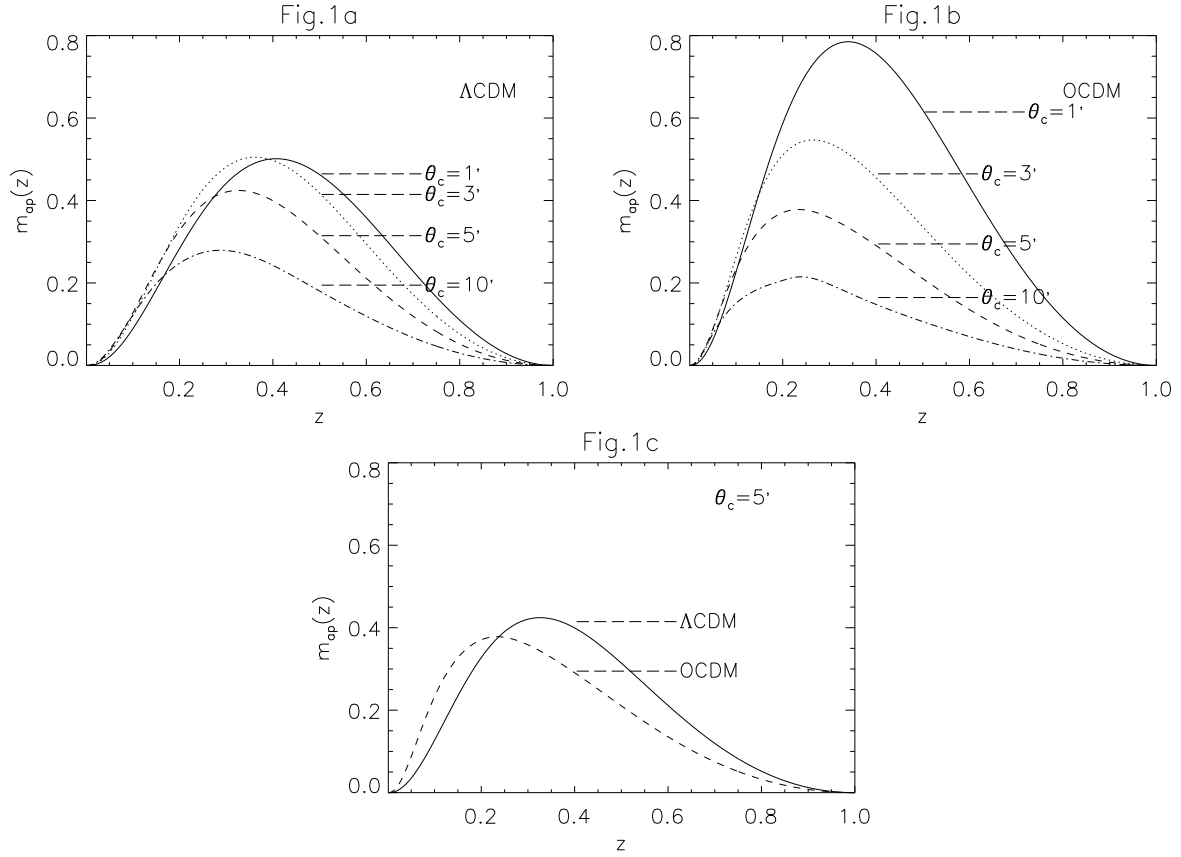 Fig.1a
0.8
0.6
0.4
0.2
0.0
m_ap(z)
ΛCDM
θ_c=1'
θ_c=3'
θ_c=5'
θ_c=10'
0.2 0.4 0.6 0.8 1.0
z
Fig.1b
0.8
0.6
0.4
0.2
0.0
m_ap(z)
OCDM
θ_c=1'
θ_c=3'
θ_c=5'
θ_c=10'
0.2 0.4 0.6 0.8 1.0
z
Fig.1c
0.8
0.6
0.4
0.2
0.0
m_ap(z)
θ_c=5'
ΛCDM
OCDM
0.2 0.4 0.6 0.8 1.0
z